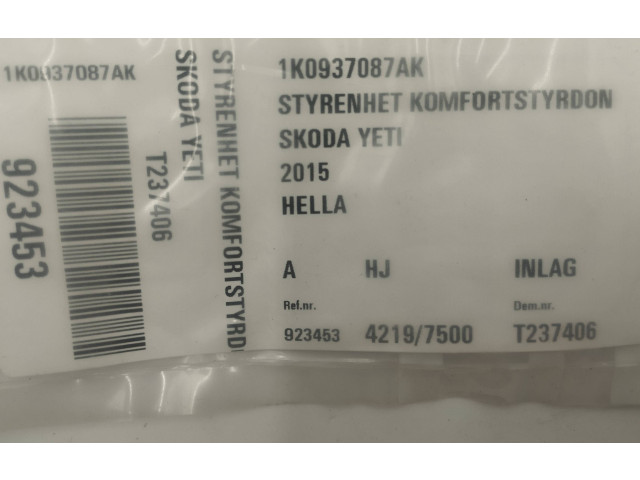 1K0937087AK
923453
T237406
SKODA YETI
STYRENHET KOMFORTSTYRDO
1K0937087AK
STYRENHET KOMFORTSTYRDON
SKODA YETI
2015
HELLA
A HJ INLAG
Ref.nr. Dem.nr.
923453 4219/7500 T237406